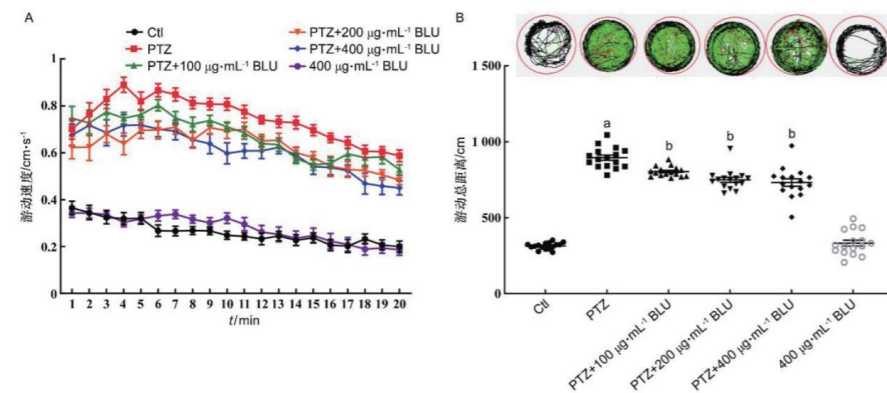 A
Ctl
PTZ
PTZ+100 μg·mL⁻¹ BLU
PTZ+200 μg·mL⁻¹ BLU
PTZ+400 μg·mL⁻¹ BLU
400 μg·mL⁻¹ BLU
游动速度/cm·s⁻¹
1
0.8
0.6
0.4
0.2
0
1 2 3 4 5 6 7 8 9 10 11 12 13 14 15 16 17 18 19 20
t/min
B
游动总距离/cm
1 500
1 000
500
0
a
b
b
b
Ctl
PTZ
PTZ+100 μg·mL⁻¹ BLU
PTZ+200 μg·mL⁻¹ BLU
PTZ+400 μg·mL⁻¹ BLU
400 μg·mL⁻¹ BLU